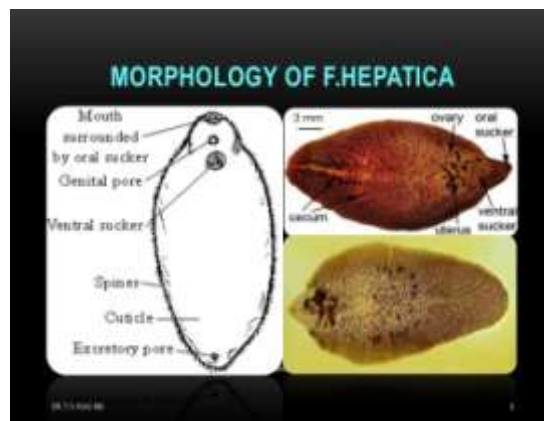 MORPHOLOGY OF F.HEPATICA
Mouth
surrounded
by oral sucker
Genital pore
Ventral sucker
Spines
Cuticle
Excretory pore
3 mm
ovary oral
sucker
cecum
uterus
ventral
sucker